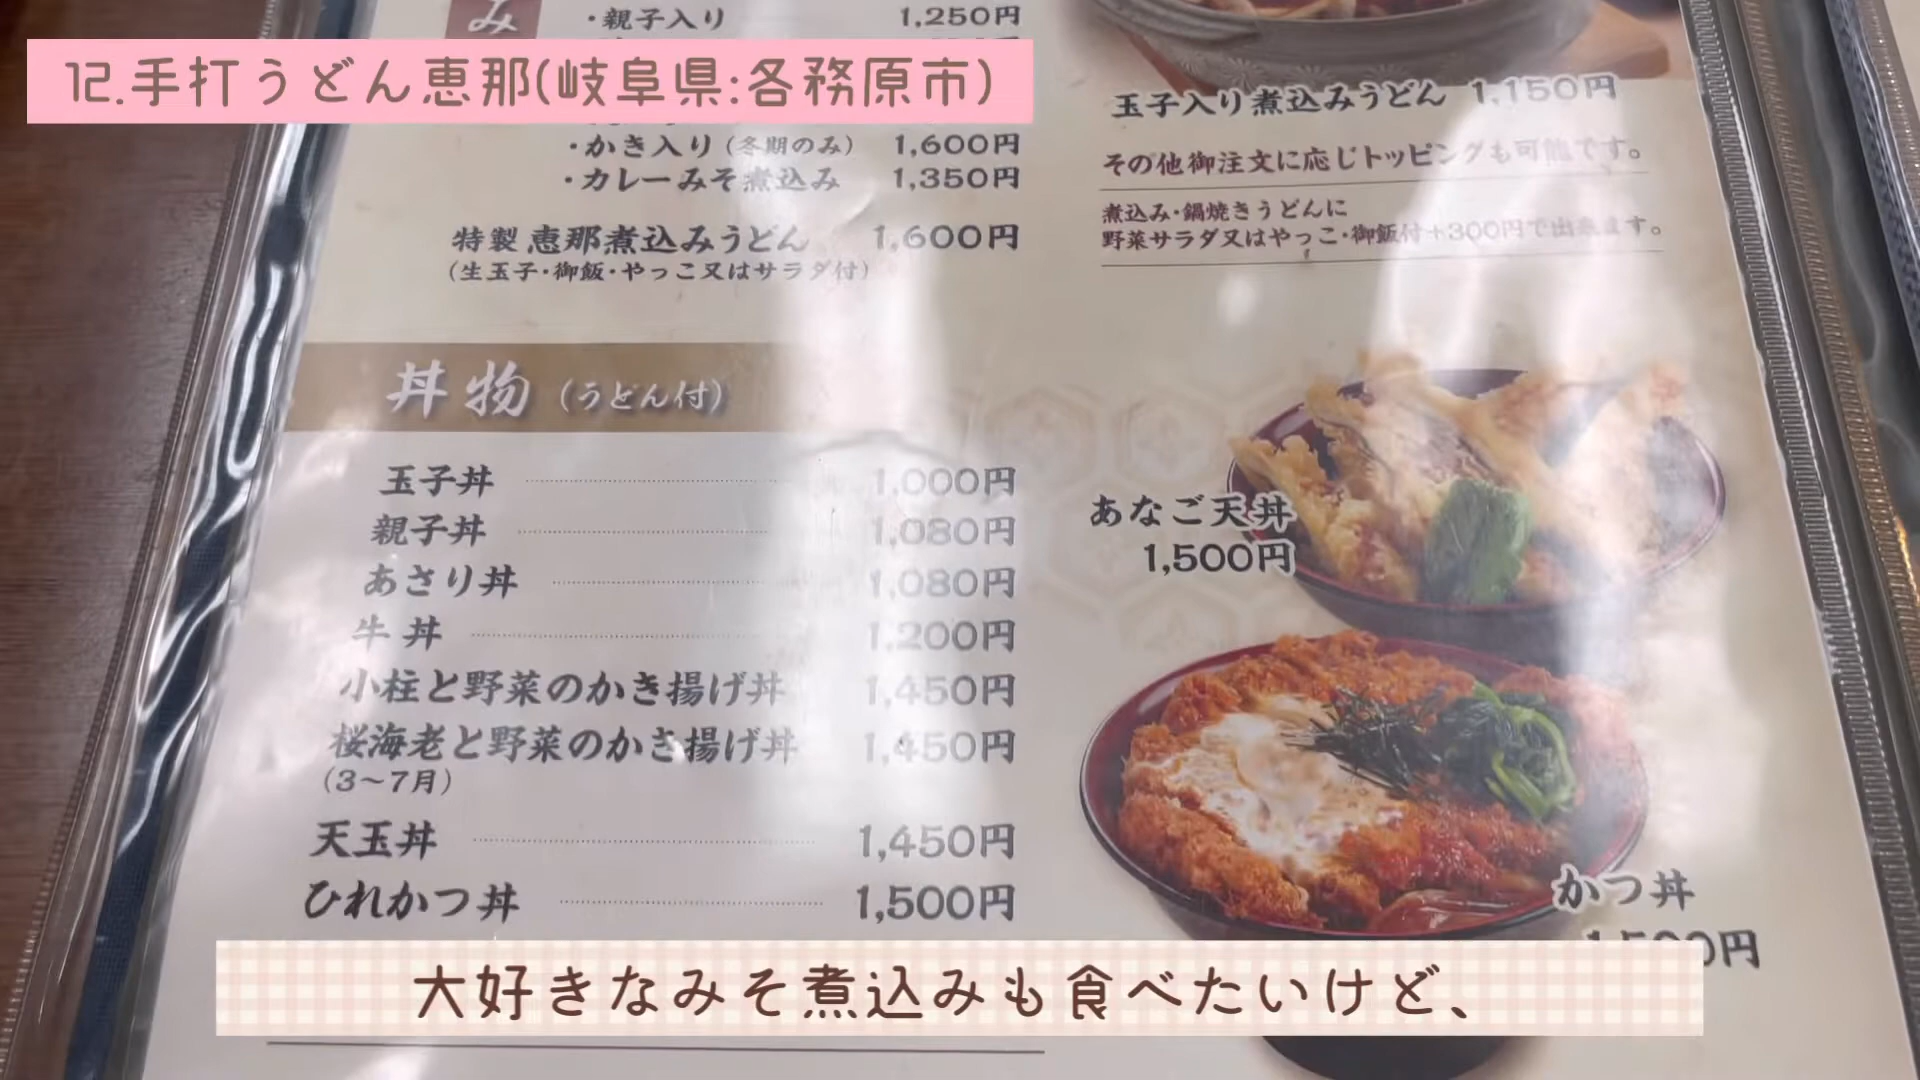 み
・親子入り 1,250円
12.手打うどん恵那(岐阜県:各務原市)
・かき入り(冬期のみ) 1,600円
・カレーみそ煮込み 1,350円
特製 恵那煮込みうどん 1,600円
(生玉子・御飯・やっこ又はサラダ付)
玉子入り煮込みうどん 1,150円
その他御注文に応じトッピングも可能です。
煮込み・鍋焼きうどんに
野菜サラダ又はやっこ・御飯付+300円で出来ます。
丼物(うどん付)
玉子丼 1,000円
親子丼 1,080円
あさり丼 1,080円
牛丼 1,200円
小柱と野菜のかき揚げ丼 1,450円
桜海老と野菜のかき揚げ丼 1,450円
(3〜7月)
天玉丼 1,450円
ひれかつ丼 1,500円
あなご天丼
1,500円
かつ丼
1,500円
大好きなみそ煮込みも食べたいけど、